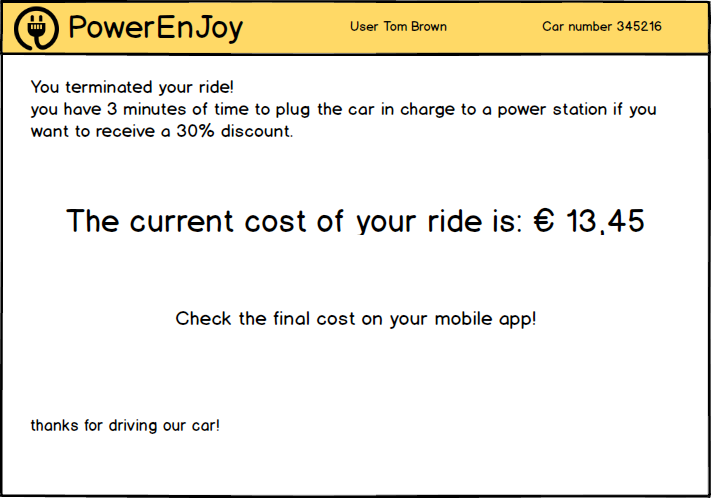 PowerEnJoy
User Tom Brown
Car number 345216
You terminated your ride!
you have 3 minutes of time to plug the car in charge to a power station if you
want to receive a 30% discount.
The current cost of your ride is: € 13,45
Check the final cost on your mobile app!
thanks for driving our car!